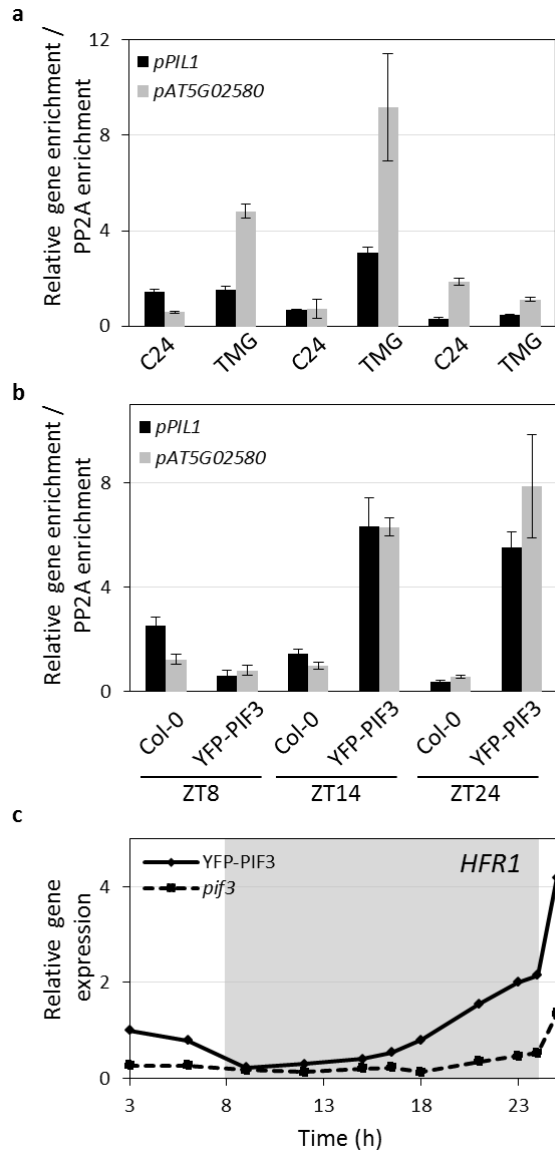 a
Relative gene enrichment /
PP2A enrichment
12
8
4
0
pPIL1
pAT5G02580
C24
TMG
C24
TMG
C24
TMG
b
Relative gene enrichment /
PP2A enrichment
8
4
0
pPIL1
pAT5G02580
Col-0
YFP-PIF3
Col-0
YFP-PIF3
Col-0
YFP-PIF3
ZT8
ZT14
ZT24
c
Relative gene
expression
4
2
0
YFP-PIF3
pif3
HFR1
3
8
13
18
23
Time (h)